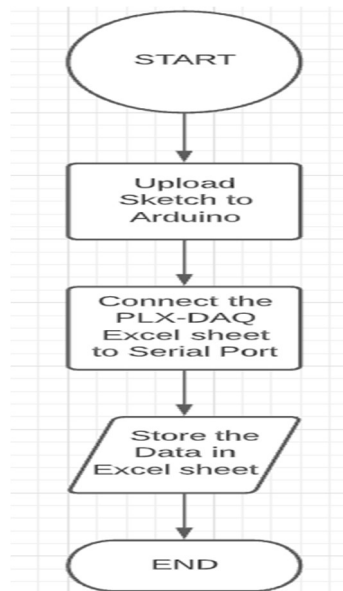 START
Upload
Sketch to
Arduino
Connect the
PLX-DAQ
Excel sheet
to Serial Port
Store the
Data in
Excel sheet
END